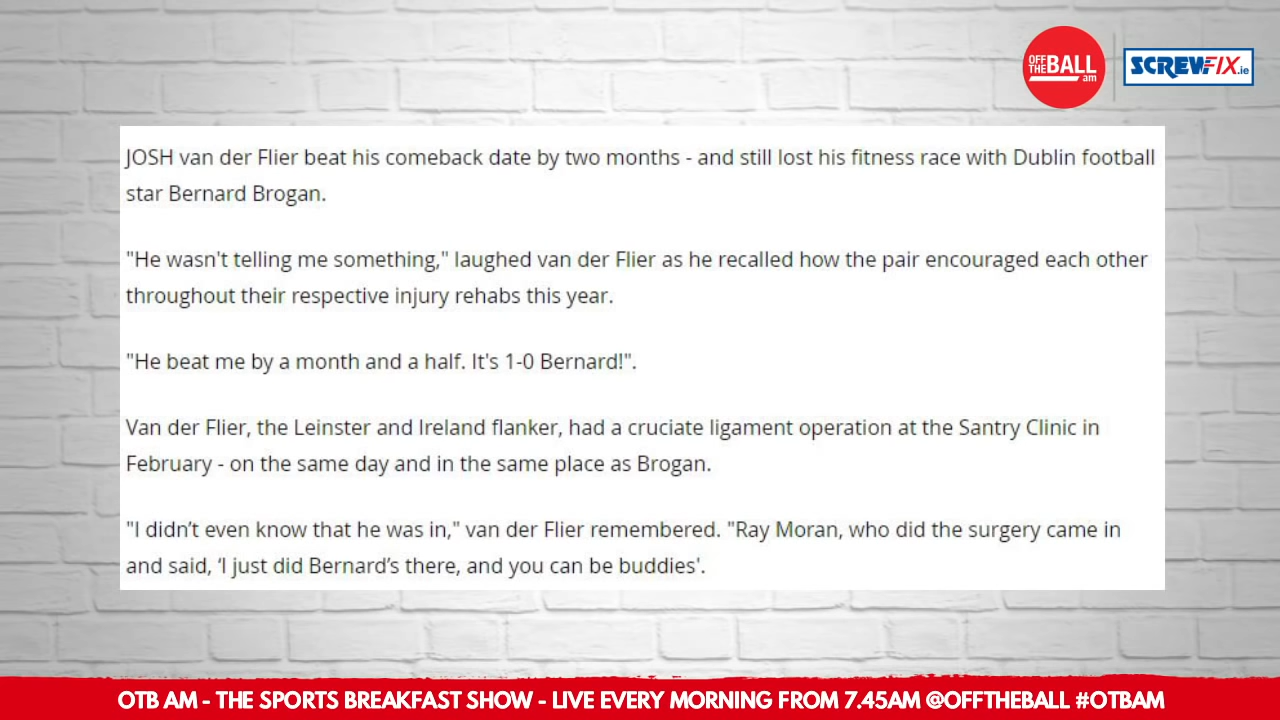 OFF
THE BALL
am
SCREWFIX.ie
JOSH van der Flier beat his comeback date by two months - and still lost his fitness race with Dublin football
star Bernard Brogan.
"He wasn't telling me something," laughed van der Flier as he recalled how the pair encouraged each other
throughout their respective injury rehabs this year.
"He beat me by a month and a half. It's 1-0 Bernard!".
Van der Flier, the Leinster and Ireland flanker, had a cruciate ligament operation at the Santry Clinic in
February - on the same day and in the same place as Brogan.
"I didn’t even know that he was in," van der Flier remembered. "Ray Moran, who did the surgery came in
and said, ‘I just did Bernard’s there, and you can be buddies'.
OTB AM - THE SPORTS BREAKFAST SHOW - LIVE EVERY MORNING FROM 7.45AM @OFFTHEBALL #OTBAM